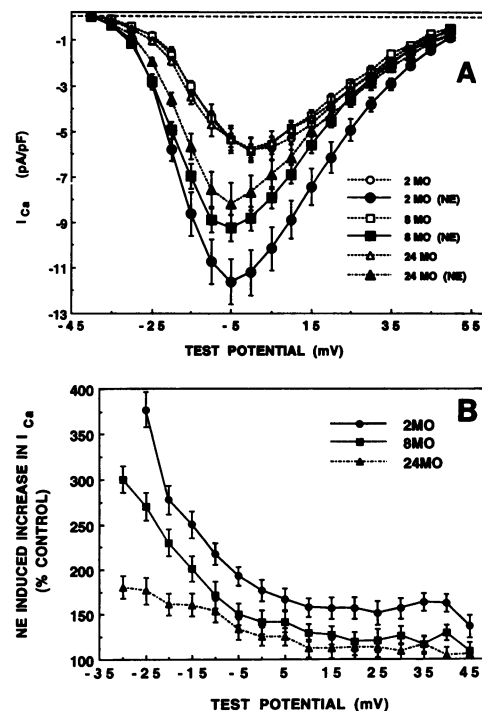 A
-1
-3
-5
-7
-9
-11
-13
I Ca (pA/pF)
2 MO
2 MO (NE)
8 MO
8 MO (NE)
24 MO
24 MO (NE)
-45 -25 -5 15 35 55
TEST POTENTIAL (mV)
B
400
350
300
250
200
150
100
NE INDUCED INCREASE IN I Ca
(% CONTROL)
2MO
8MO
24MO
-35 -25 -15 -5 5 15 25 35 45
TEST POTENTIAL (mV)